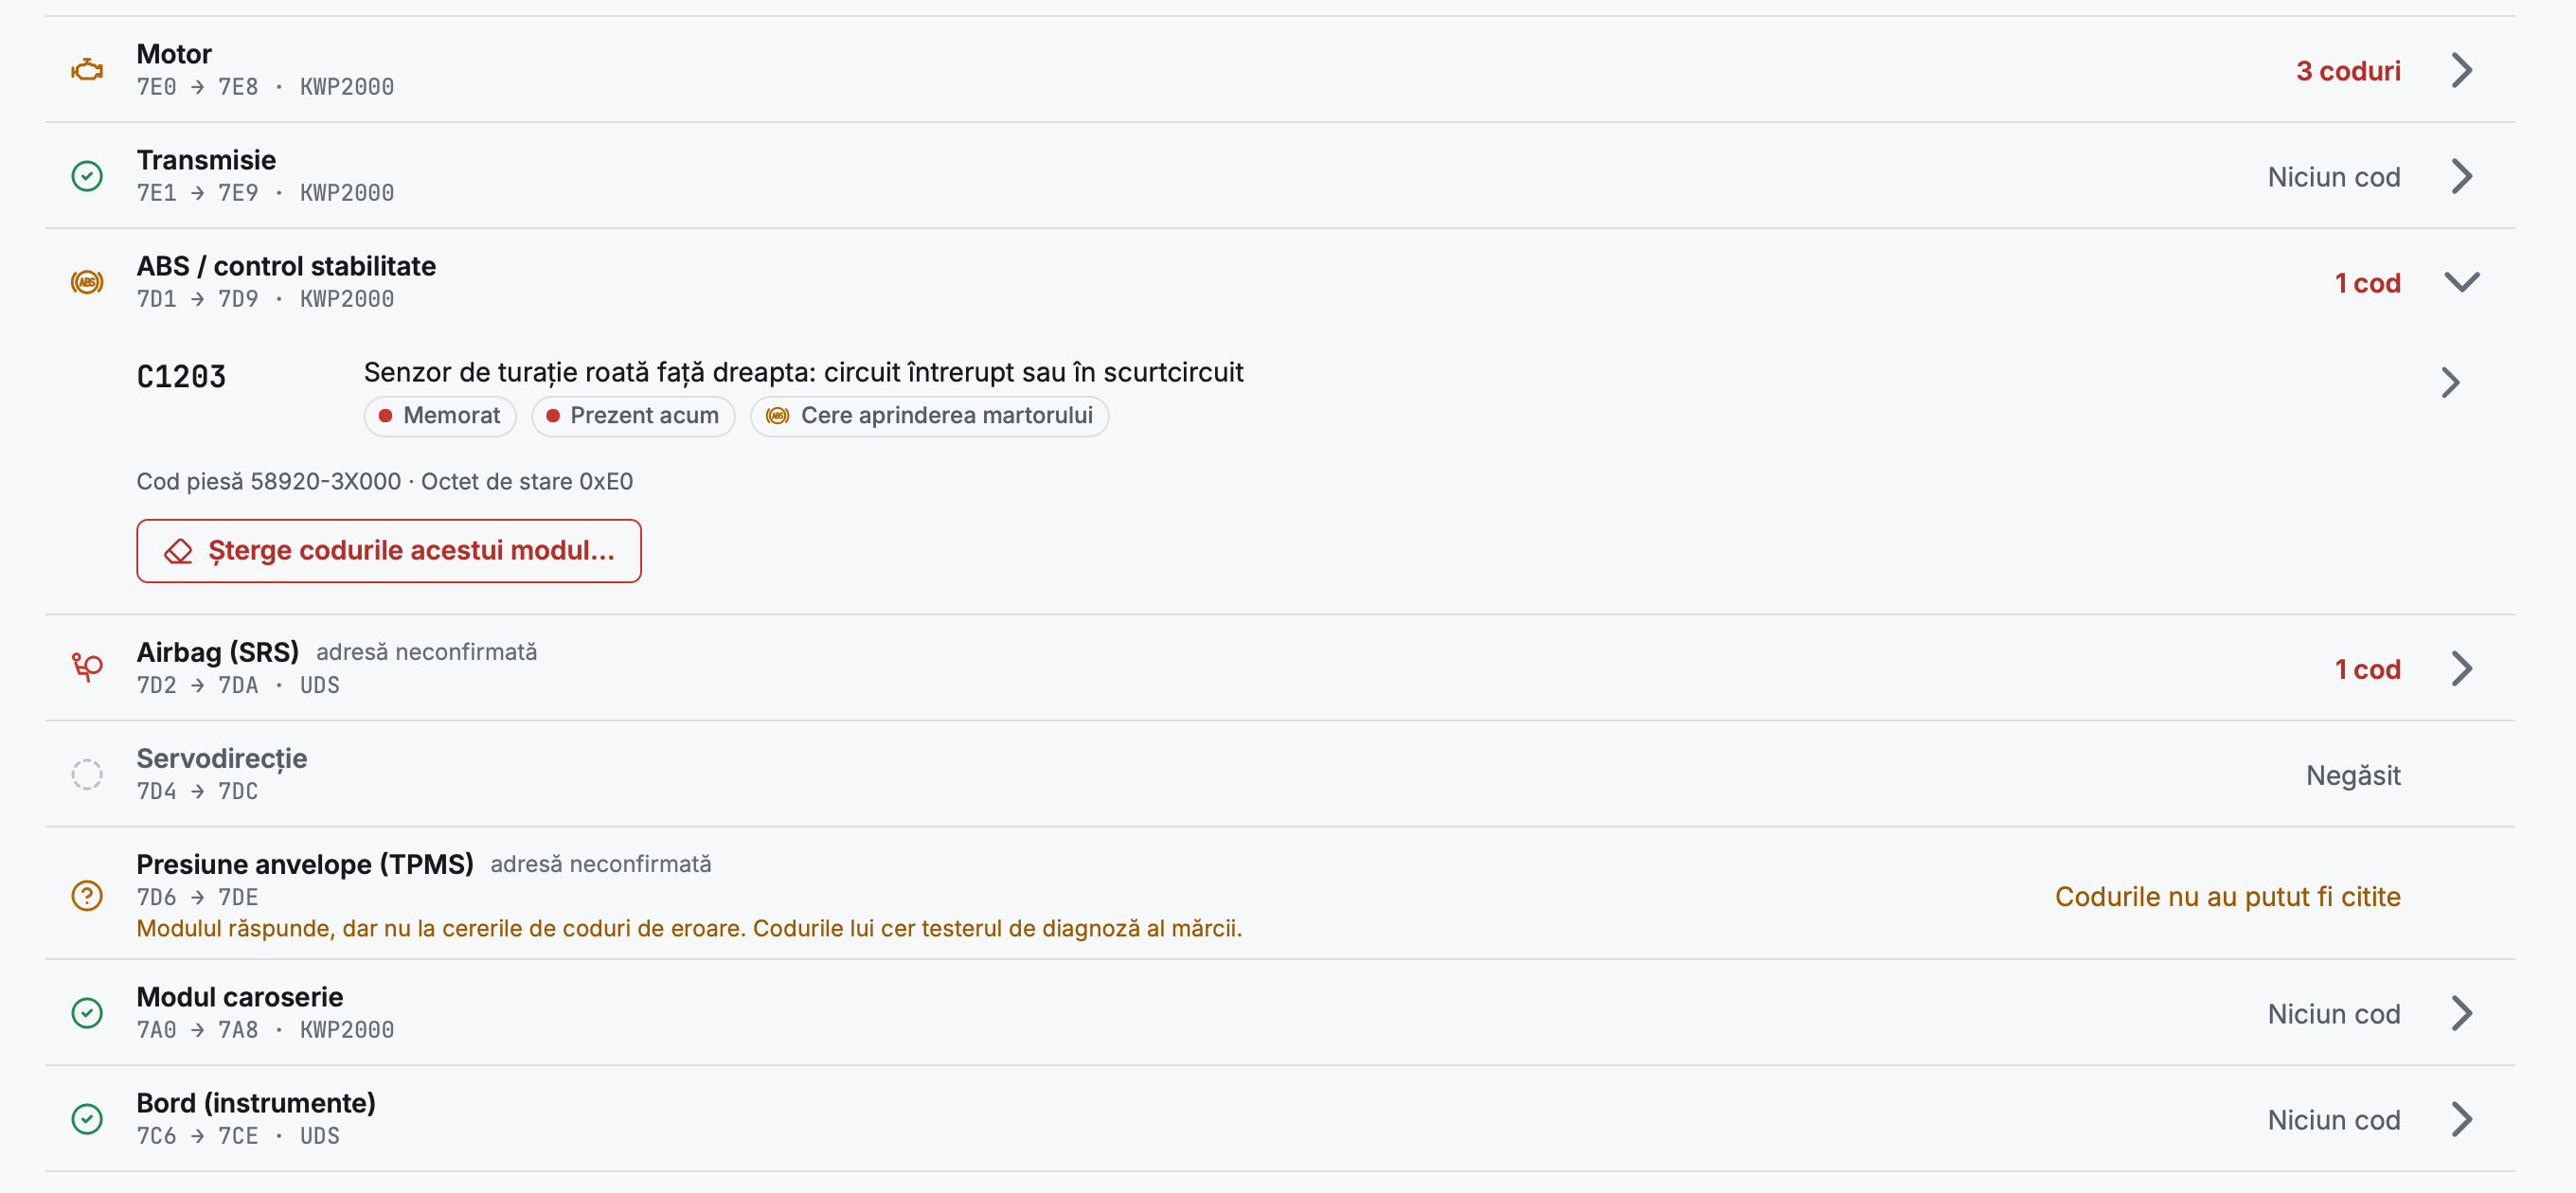 Motor
7E0 → 7E8 · KWP2000
3 coduri
Transmisie
7E1 → 7E9 · KWP2000
Niciun cod
ABS / control stabilitate
7D1 → 7D9 · KWP2000
1 cod
C1203
Senzor de turație roată față dreapta: circuit întrerupt sau în scurtcircuit
Memorat
Prezent acum
ABS
Cere aprinderea martorului
Cod piesă 58920-3X000 · Octet de stare 0xE0
Șterge codurile acestui modul...
Airbag (SRS) adresă neconfirmată
7D2 → 7DA · UDS
1 cod
Servodirecție
7D4 → 7DC
Negăsit
Presiune anvelope (TPMS) adresă neconfirmată
7D6 → 7DE
Modulul răspunde, dar nu la cererile de coduri de eroare. Codurile lui cer testerul de diagnoză al mărcii.
Codurile nu au putut fi citite
Modul caroserie
7A0 → 7A8 · KWP2000
Niciun cod
Bord (instrumente)
7C6 → 7CE · UDS
Niciun cod